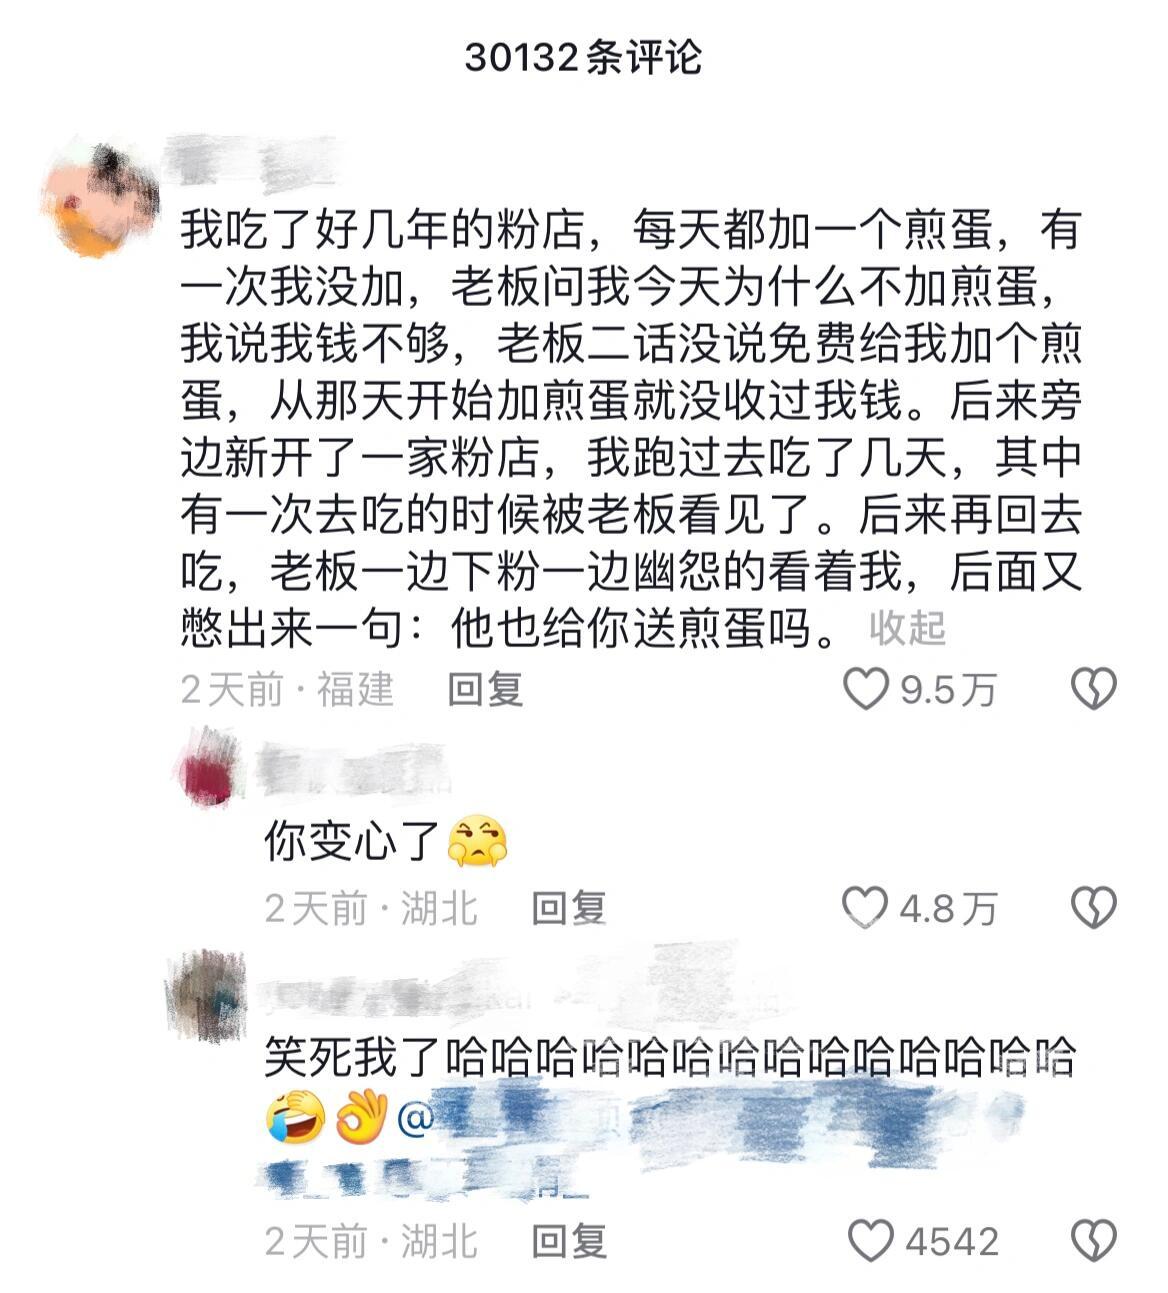 30132条评论
我吃了好几年的粉店，每天都加一个煎蛋，有
一次我没加，老板问我今天为什么不加煎蛋，
我说我钱不够，老板二话没说免费给我加个煎
蛋，从那天开始加煎蛋就没收过我钱。后来旁
边新开了一家粉店，我跑过去吃了几天，其中
有一次去吃的时候被老板看见了。后来再回去
吃，老板一边下粉一边幽怨的看着我，后面又
憋出来一句：他也给你送煎蛋吗。 收起
2天前·福建 回复 9.5万
你变心了😤
2天前·湖北 回复 4.8万
笑死我了哈哈哈哈哈哈哈哈哈哈哈哈哈哈
🤣👌@
2天前·湖北 回复 4542